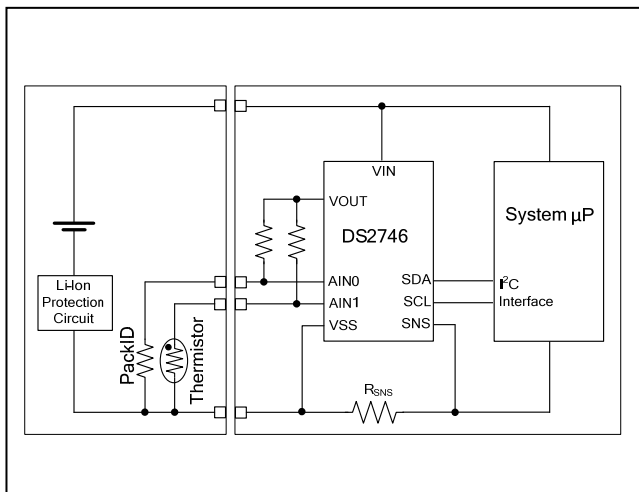 VIN
VOUT
DS2746
System µP
AIN0
AIN1
VSS
SDA
SCL
SNS
I²C
Interface
Li-Ion
Protection
Circuit
PackID
Thermistor
RSNS